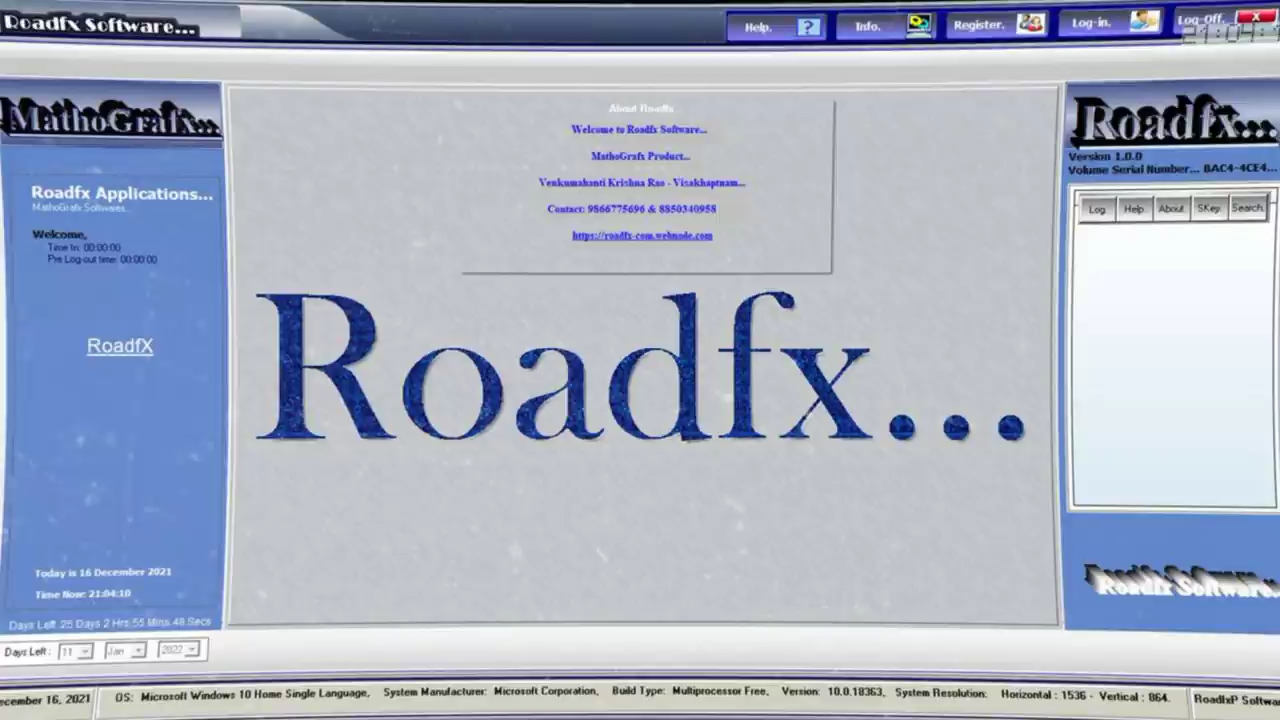 Roadfx Software...
Help.
Info.
Register.
Log-in.
Log-Off.
MathoGrafx...
Roadfx Applications...
MathoGrafx Softwares...
Welcome,
Time In: 00:00:00
Pre Log-out time: 00:00:00
RoadfX
Today is 16 December 2021
Time Now: 21:04:10
Days Left :25 Days 2 Hrs:55 Mins:48 Secs
Days Left : 11 Jan 2022
About Roadfx
Welcome to Roadfx Software...
MathoGrafx Product...
Venkumahanti Krishna Rao - Visakhaptnam...
Contact: 9866775696 & 8850340958
https://roadfx-com.webnode.com
Roadfx...
Roadfx...
Version 1.0.0
Volume Serial Number... BAC4-4CE4...
Log Help About SKey Search
Roadfx Software...
ecember 16, 2021
OS: Microsoft Windows 10 Home Single Language, System Manufacturer: Microsoft Corporation, Build Type: Multiprocessor Free, Version: 10.0.18363, System Resolution: Horizontal : 1536 - Vertical : 864.
RoadfxP Softwa